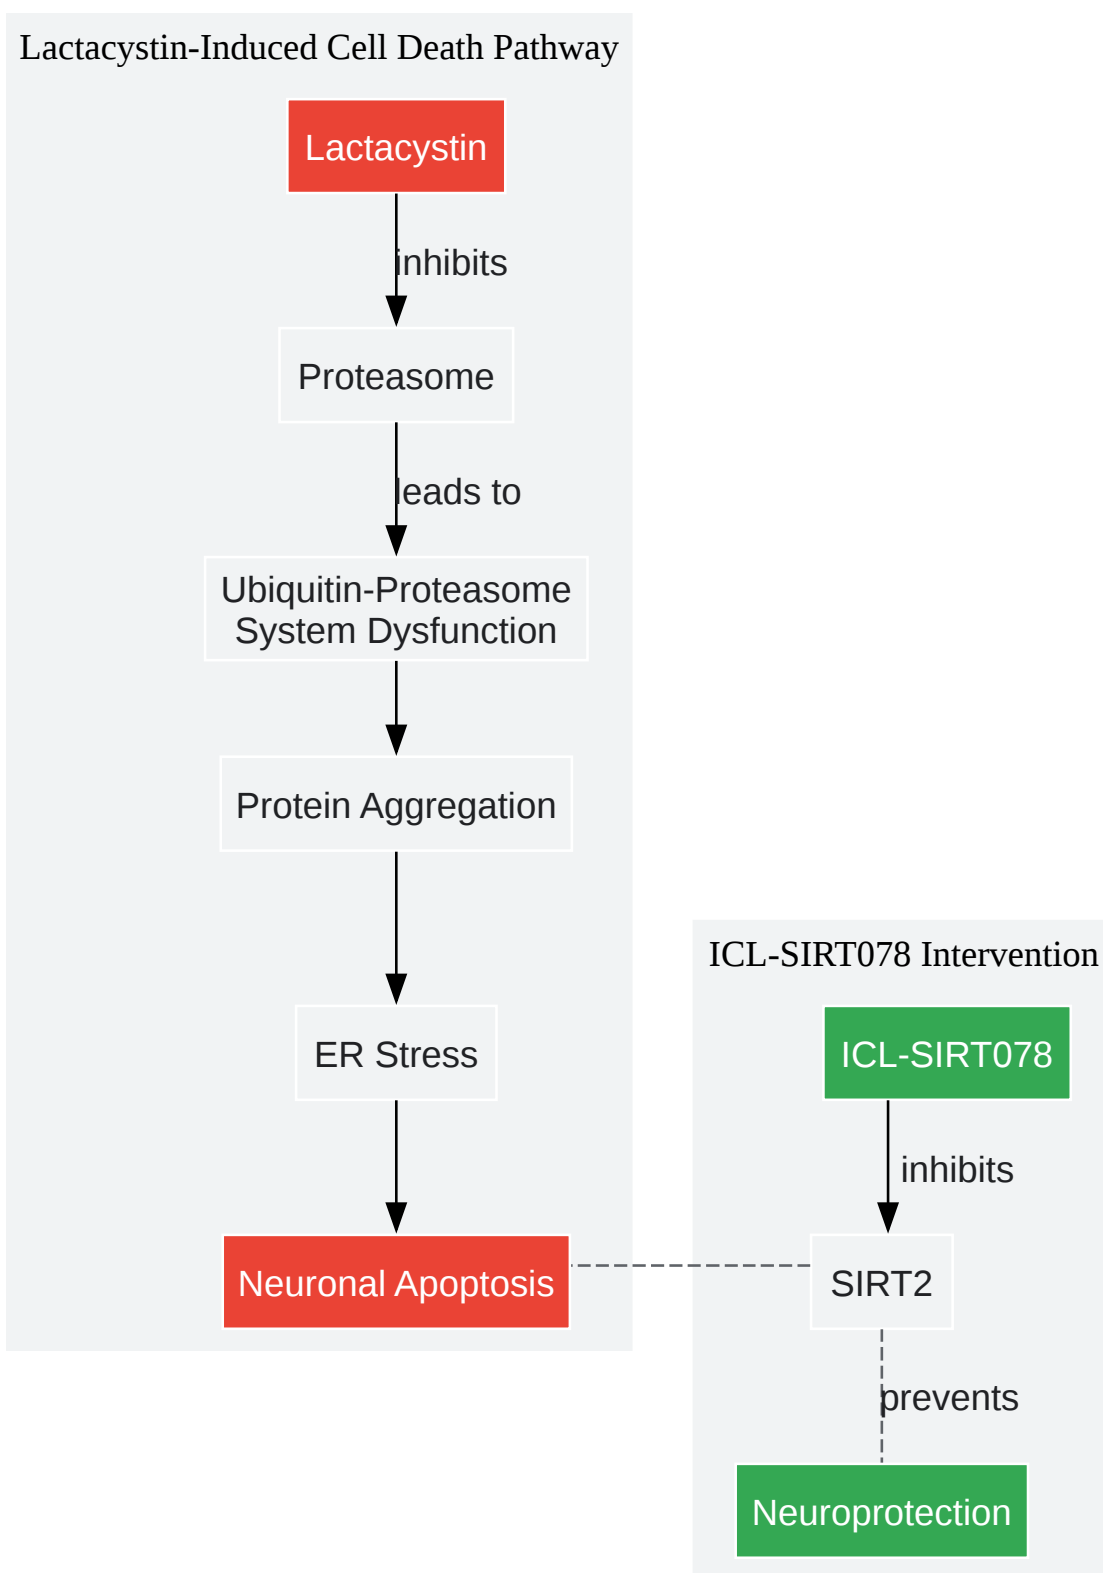 Lactacystin-Induced Cell Death Pathway
Lactacystin
inhibits
Proteasome
leads to
Ubiquitin-Proteasome
System Dysfunction
Protein Aggregation
ER Stress
Neuronal Apoptosis
ICL-SIRT078 Intervention
ICL-SIRT078
inhibits
SIRT2
prevents
Neuroprotection